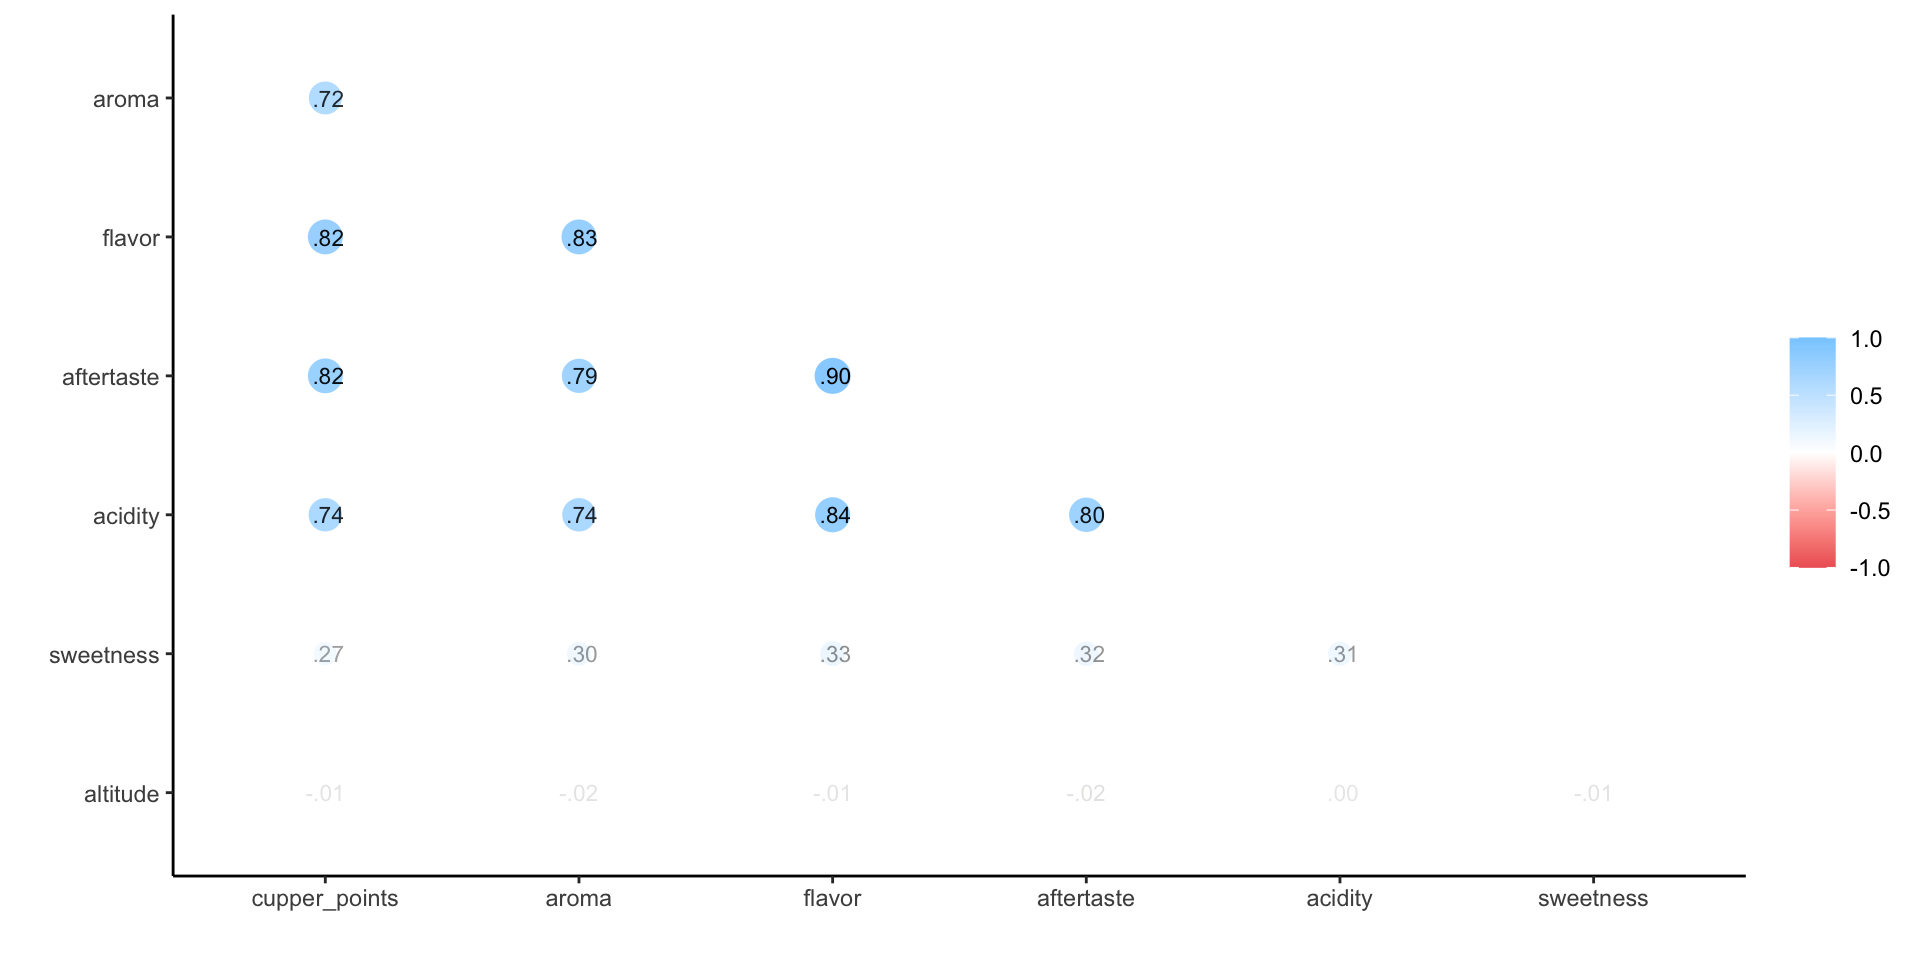 aroma .72
flavor .82 .83
aftertaste .82 .79 .90
acidity .74 .74 .84 .80
sweetness .27 .30 .33 .32 .31
altitude -.01 -.02 -.01 -.02 .00 -.01
cupper_points aroma flavor aftertaste acidity sweetness
1.0
0.5
0.0
-0.5
-1.0